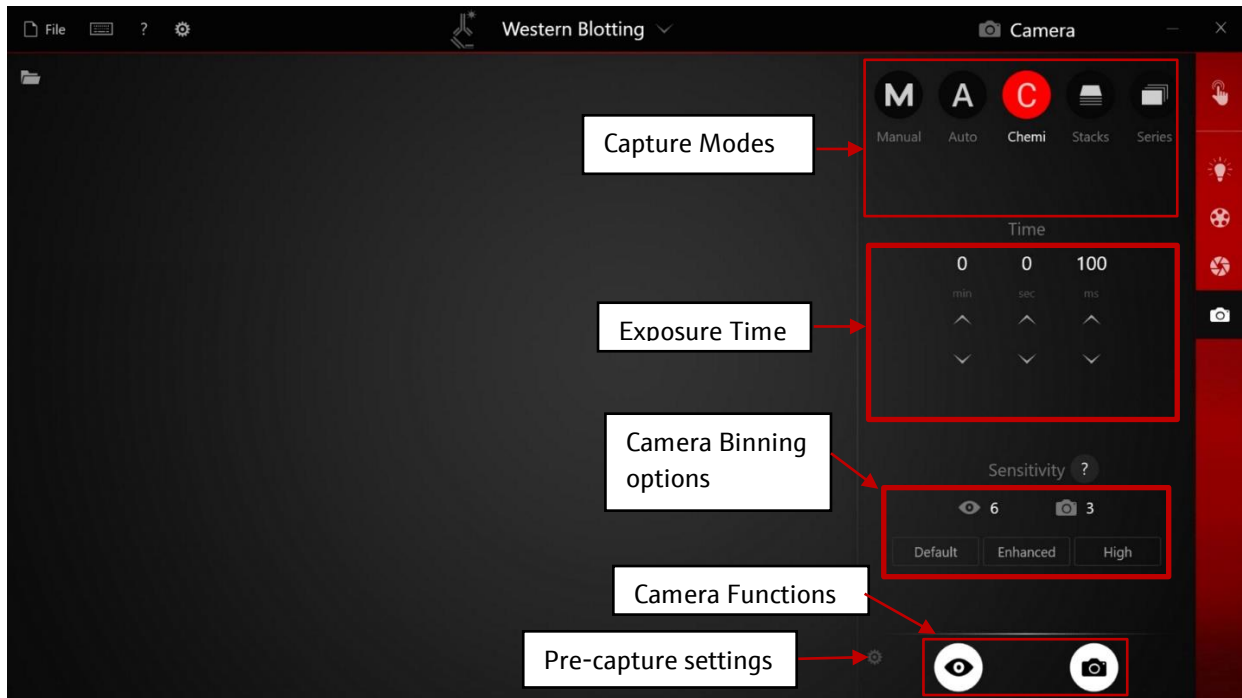 File ? Western Blotting Camera
M A C
Manual Auto Chemi Stacks Series
Capture Modes
Time
0 0 100
min sec ms
Exposure Time
Camera Binning
options
Sensitivity ?
6 3
Default Enhanced High
Camera Functions
Pre-capture settings